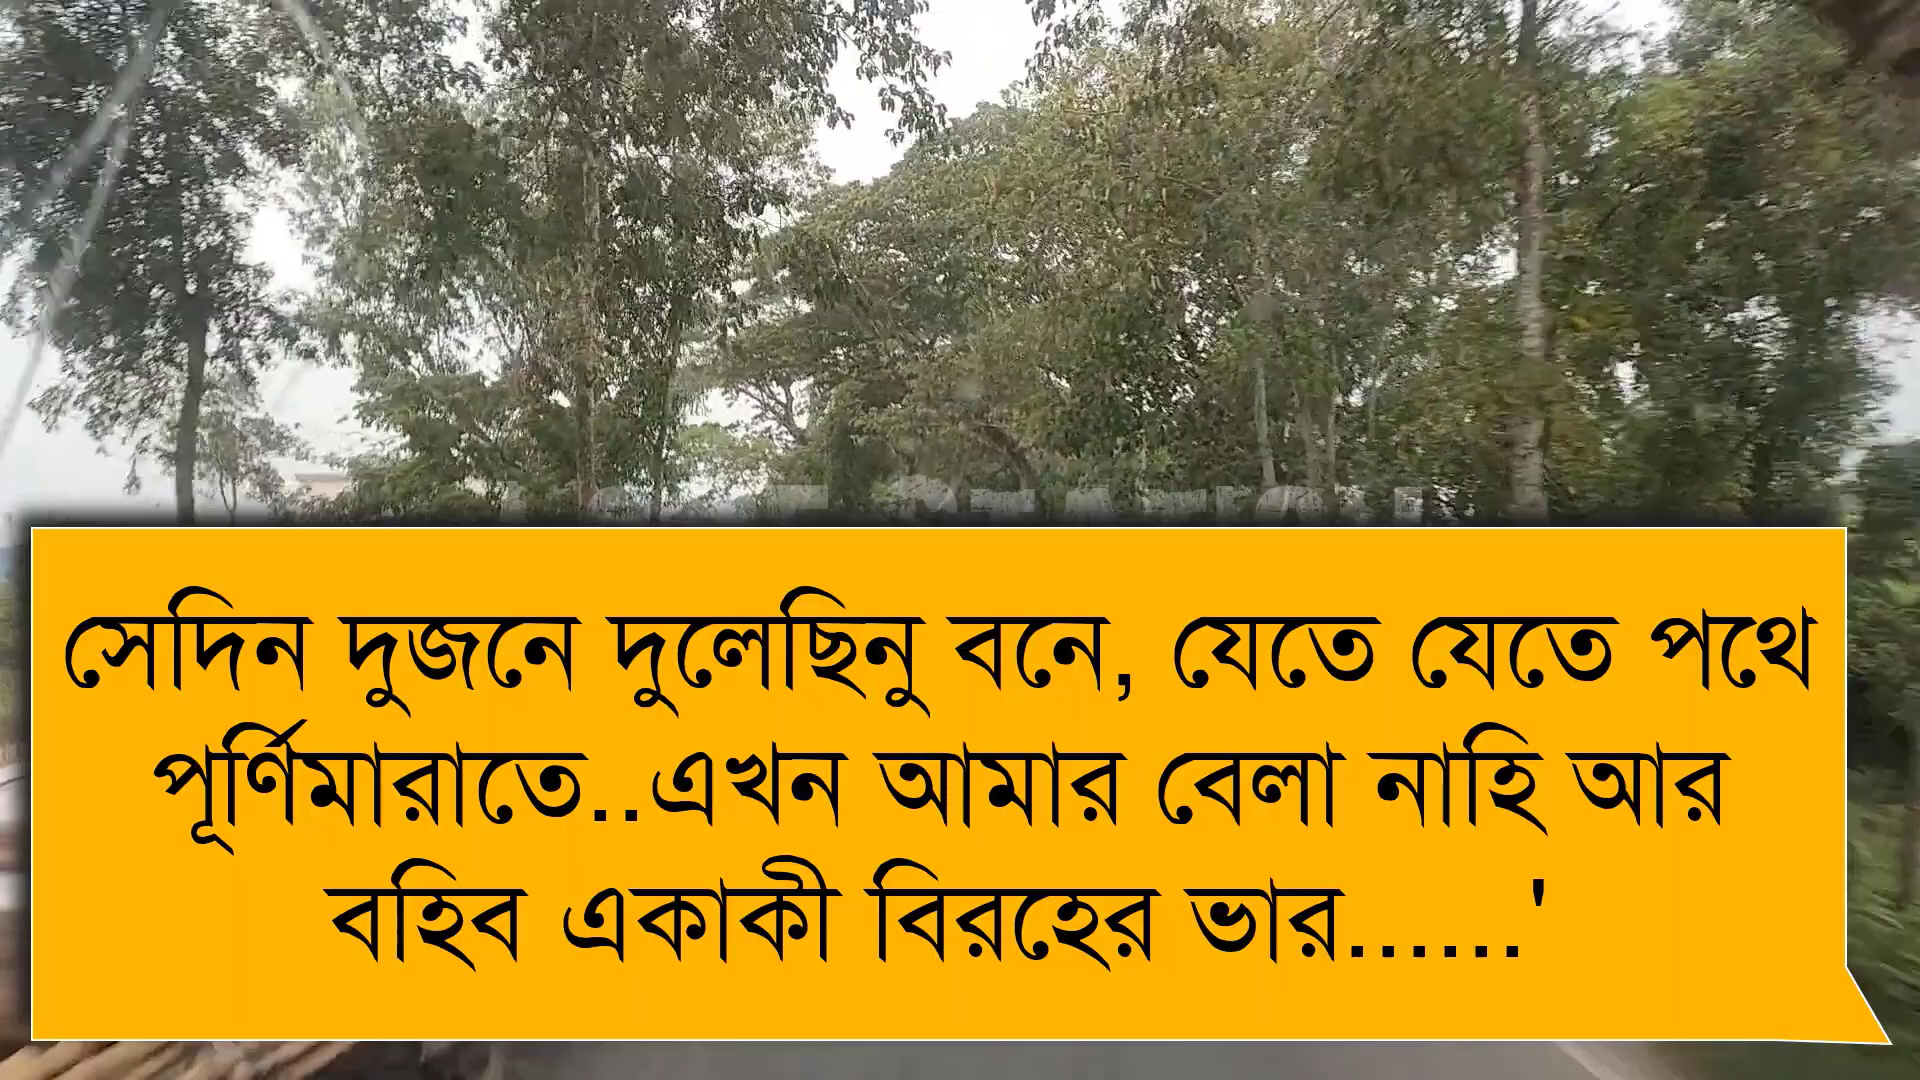 সেদিন দুজনে দুলেছিনু বনে, যেতে যেতে পথে
পূর্ণিমারাতে..এখন আমার বেলা নাহি আর
বহিব একাকী বিরহের ভার......'